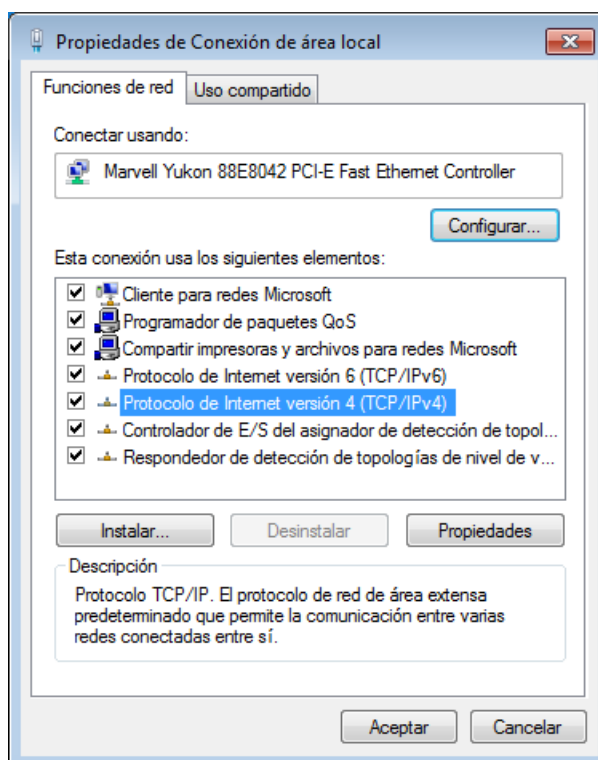 Propiedades de Conexión de área local
Funciones de red
Uso compartido
Conectar usando:
Marvell Yukon 88E8042 PCI-E Fast Ethernet Controller
Configurar...
Esta conexión usa los siguientes elementos:
Cliente para redes Microsoft
Programador de paquetes QoS
Compartir impresoras y archivos para redes Microsoft
Protocolo de Internet versión 6 (TCP/IPv6)
Protocolo de Internet versión 4 (TCP/IPv4)
Controlador de E/S del asignador de detección de topol...
Respondedor de detección de topologías de nivel de v...
Instalar...
Desinstalar
Propiedades
Descripción
Protocolo TCP/IP. El protocolo de red de área extensa
predeterminado que permite la comunicación entre varias
redes conectadas entre sí.
Aceptar
Cancelar